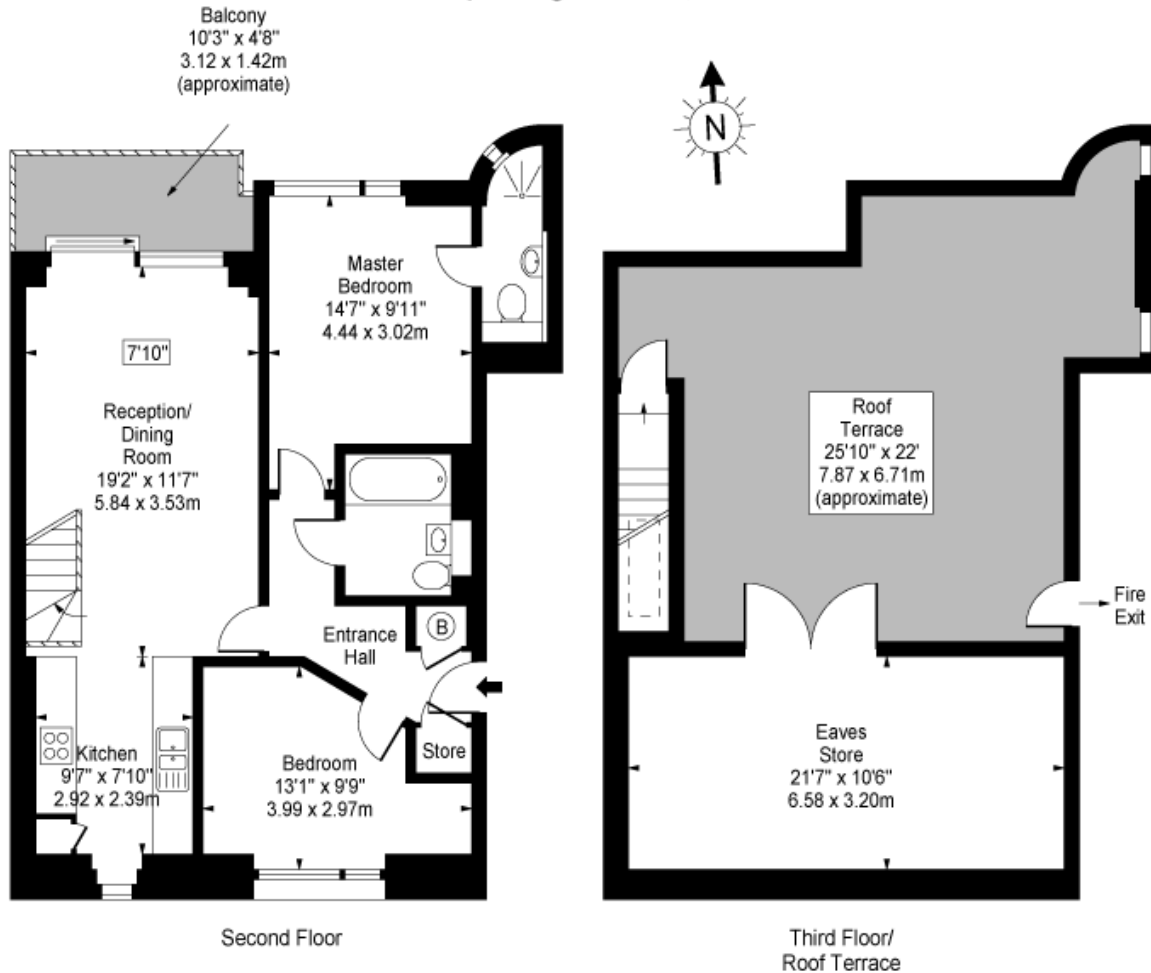 Balcony
10'3" x 4'8"
3.12 x 1.42m
(approximate)
N
Master
Bedroom
14'7" x 9'11"
4.44 x 3.02m
7'10"
Reception/
Dining
Room
19'2" x 11'7"
5.84 x 3.53m
Roof
Terrace
25'10" x 22'
7.87 x 6.71m
(approximate)
Fire
Exit
B
Entrance
Hall
Store
Kitchen
9'7" x 7'10"
2.92 x 2.39m
Bedroom
13'1" x 9'9"
3.99 x 2.97m
Eaves
Store
21'7" x 10'6"
6.58 x 3.20m
Second Floor
Third Floor/
Roof Terrace